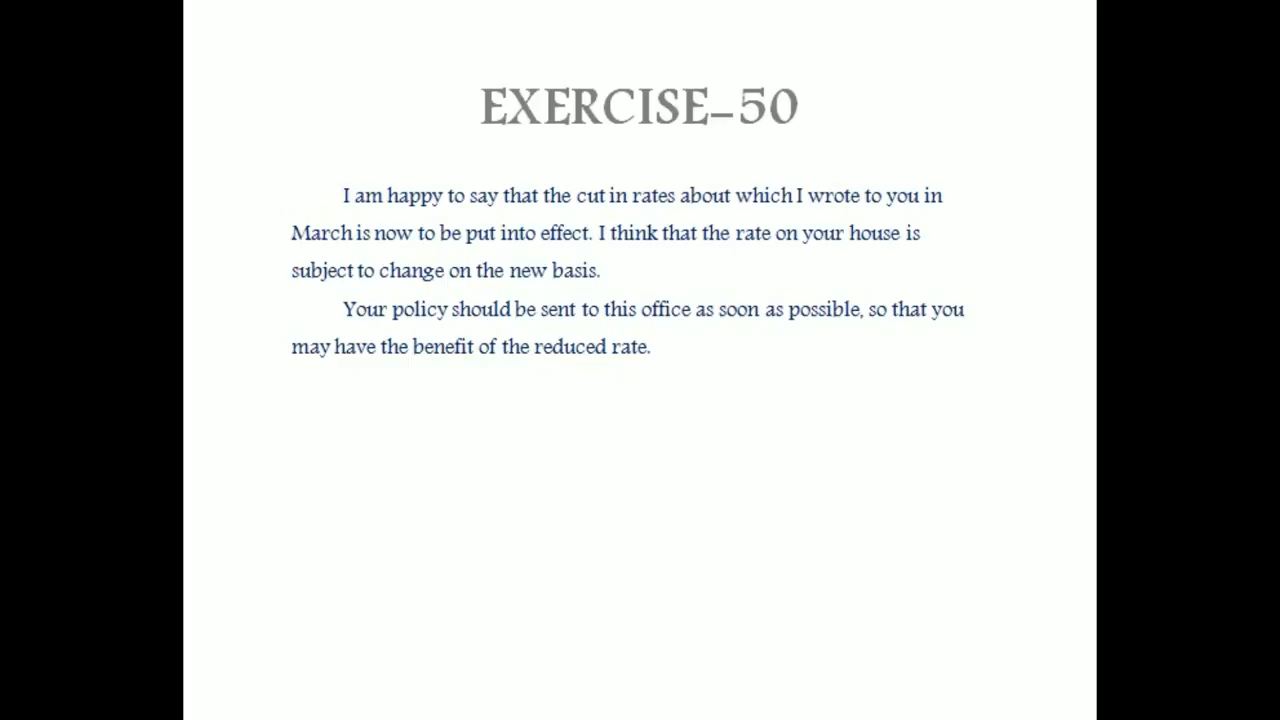 EXERCISE-50
I am happy to say that the cut in rates about which I wrote to you in
March is now to be put into effect. I think that the rate on your house is
subject to change on the new basis.
Your policy should be sent to this office as soon as possible, so that you
may have the benefit of the reduced rate.